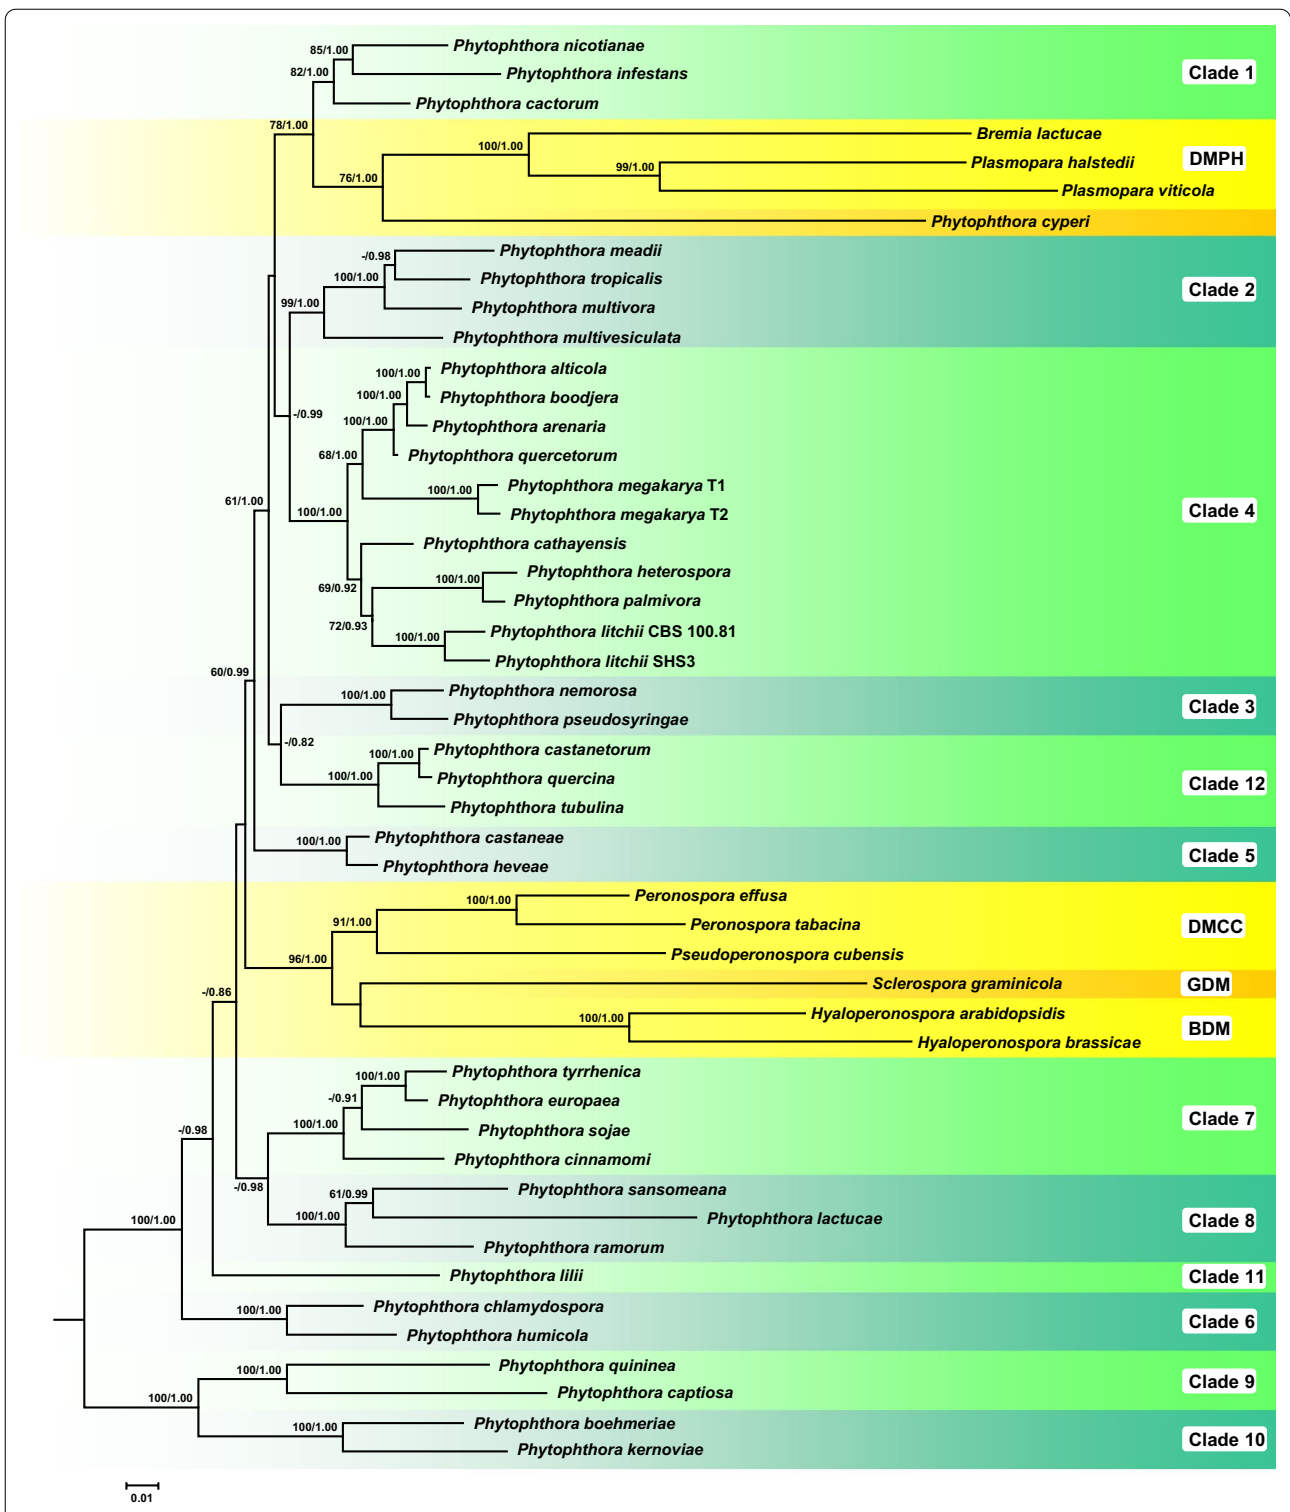 85/1.00
Phytophthora nicotianae
82/1.00
Phytophthora infestans
Clade 1
Phytophthora cactorum
78/1.00
Bremia lactucae
100/1.00
DMPH
99/1.00
Plasmopara halstedii
76/1.00
Plasmopara viticola
Phytophthora cyperi
-/0.98
Phytophthora meadii
100/1.00
Phytophthora tropicalis
Clade 2
99/1.00
Phytophthora multivora
Phytophthora multivesiculata
100/1.00
Phytophthora alticola
100/1.00
Phytophthora boodjera
-/0.99
100/1.00
Phytophthora arenaria
68/1.00
Phytophthora quercetorum
100/1.00
Phytophthora megakarya T1
61/1.00
100/1.00
Phytophthora megakarya T2
Clade 4
Phytophthora cathayensis
69/0.92
100/1.00
Phytophthora heterospora
Phytophthora palmivora
72/0.93
100/1.00
Phytophthora litchii CBS 100.81
Phytophthora litchii SHS3
60/0.99
100/1.00
Phytophthora nemorosa
Clade 3
Phytophthora pseudosyringae
-/0.82
100/1.00
Phytophthora castanetorum
100/1.00
Phytophthora quercina
Clade 12
Phytophthora tubulina
100/1.00
Phytophthora castaneae
Clade 5
Phytophthora heveae
100/1.00
Peronospora effusa
91/1.00
Peronospora tabacina
DMCC
96/1.00
Pseudoperonospora cubensis
-/0.86
Sclerospora graminicola
GDM
100/1.00
Hyaloperonospora arabidopsidis
BDM
Hyaloperonospora brassicae
100/1.00
Phytophthora tyrrhenica
-/0.91
Phytophthora europaea
Clade 7
-/0.98
100/1.00
Phytophthora sojae
Phytophthora cinnamomi
-/0.98
61/0.99
Phytophthora sansomeana
100/1.00
100/1.00
Phytophthora lactucae
Clade 8
Phytophthora ramorum
Phytophthora lilii
Clade 11
100/1.00
Phytophthora chlamydospora
Clade 6
Phytophthora humicola
100/1.00
Phytophthora quininea
Clade 9
100/1.00
Phytophthora captiosa
100/1.00
Phytophthora boehmeriae
Clade 10
Phytophthora kernoviae
0.01